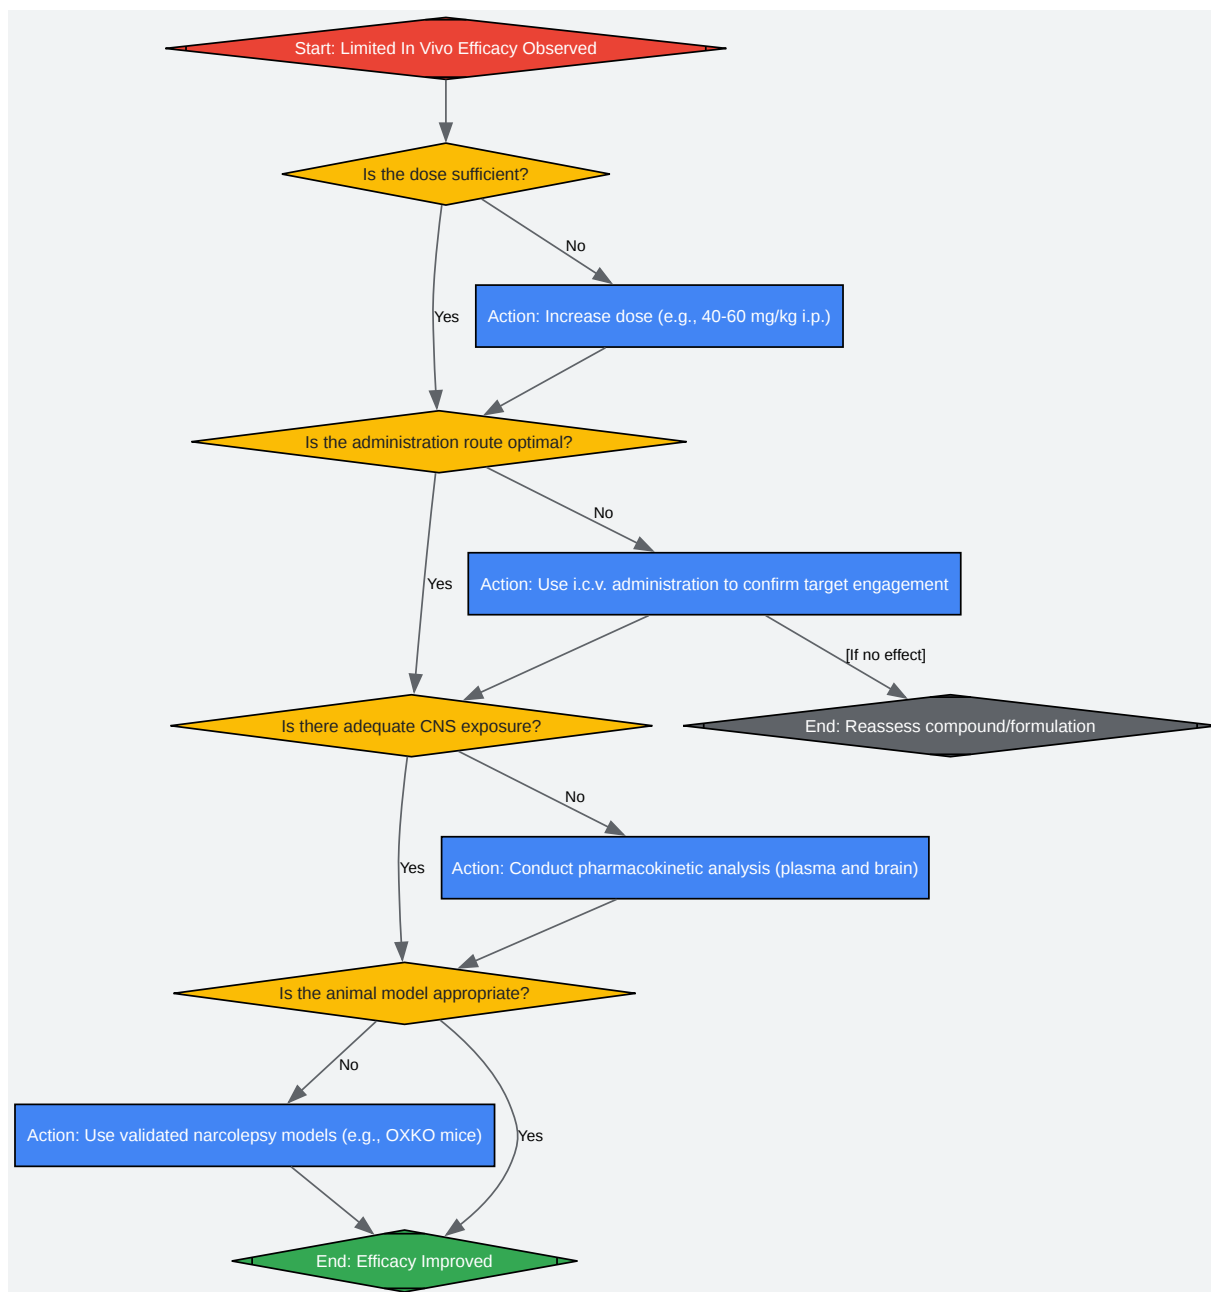 Start: Limited In Vivo Efficacy Observed
Is the dose sufficient?
No
Yes
Action: Increase dose (e.g., 40-60 mg/kg i.p.)
Is the administration route optimal?
No
Yes
Action: Use i.c.v. administration to confirm target engagement
[If no effect]
Is there adequate CNS exposure?
End: Reassess compound/formulation
No
Yes
Action: Conduct pharmacokinetic analysis (plasma and brain)
Is the animal model appropriate?
No
Action: Use validated narcolepsy models (e.g., OXKO mice)
Yes
End: Efficacy Improved